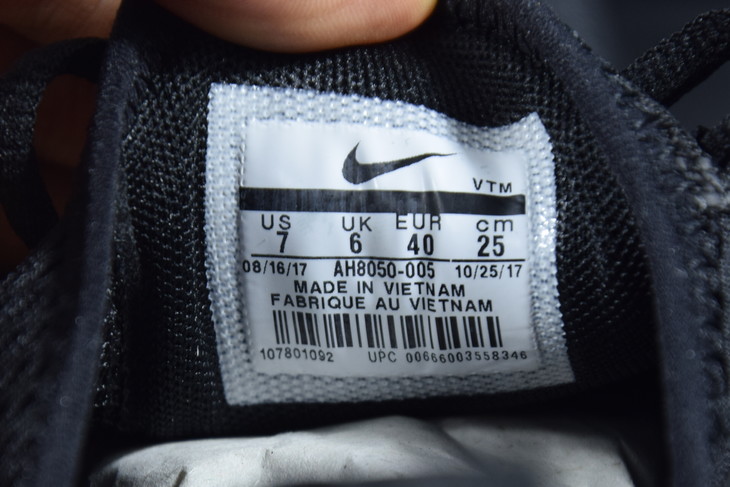 VTM
US UK EUR cm
7 6 40 25
08/16/17 AH8050-005 10/25/17
MADE IN VIETNAM
FABRIQUE AU VIETNAM
107801092 UPC 00666003558346